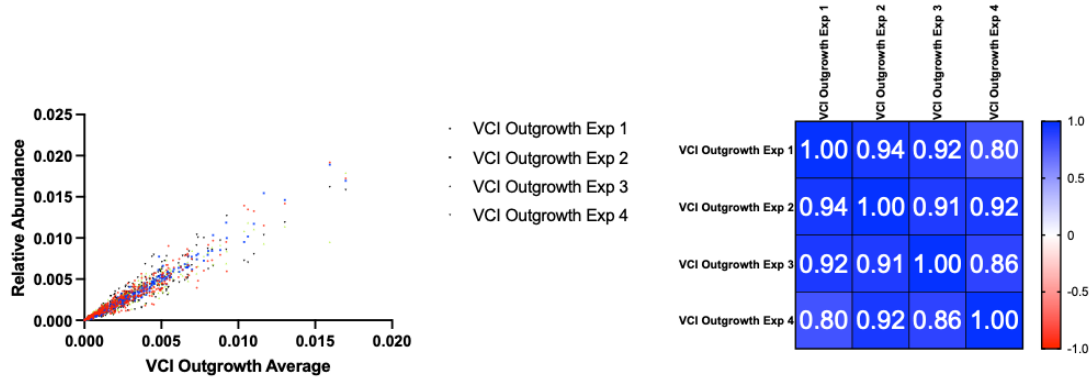 Relative Abundance
0.025
0.020
0.015
0.010
0.005
0.000
0.000 0.005 0.010 0.015 0.020
VCI Outgrowth Average
VCI Outgrowth Exp 1
VCI Outgrowth Exp 2
VCI Outgrowth Exp 3
VCI Outgrowth Exp 4
VCI Outgrowth Exp 1
VCI Outgrowth Exp 2
VCI Outgrowth Exp 3
VCI Outgrowth Exp 4
VCI Outgrowth Exp 1 1.00 0.94 0.92 0.80
VCI Outgrowth Exp 2 0.94 1.00 0.91 0.92
VCI Outgrowth Exp 3 0.92 0.91 1.00 0.86
VCI Outgrowth Exp 4 0.80 0.92 0.86 1.00
1.0
0.5
0
-0.5
-1.0